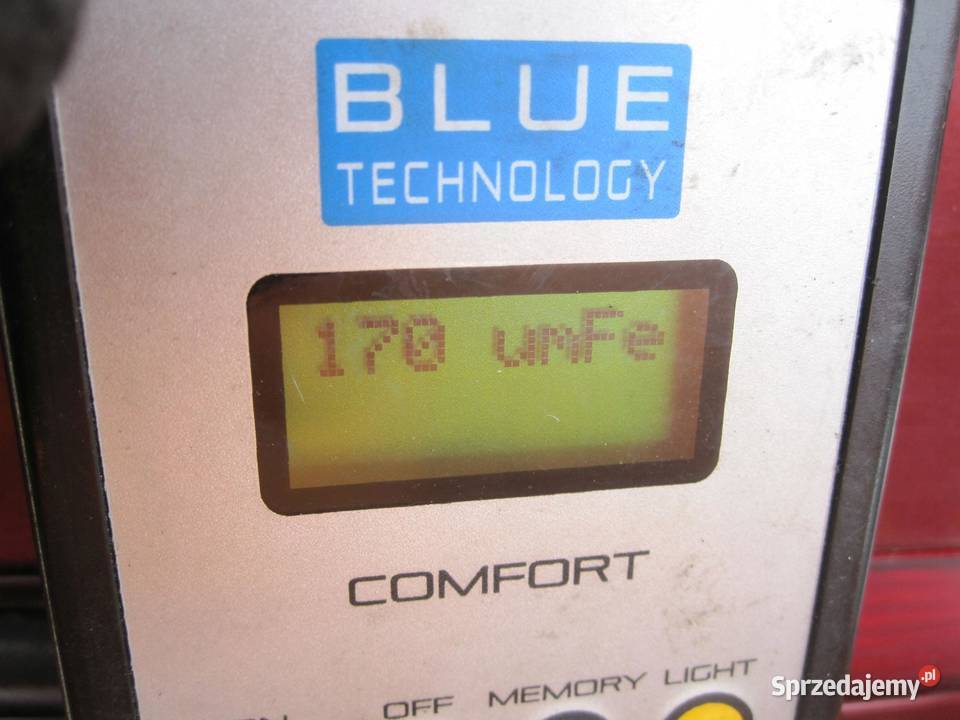 BLUE
TECHNOLOGY
170 umFe
COMFORT
OFF MEMORY LIGHT
Sprzedajemy.pl